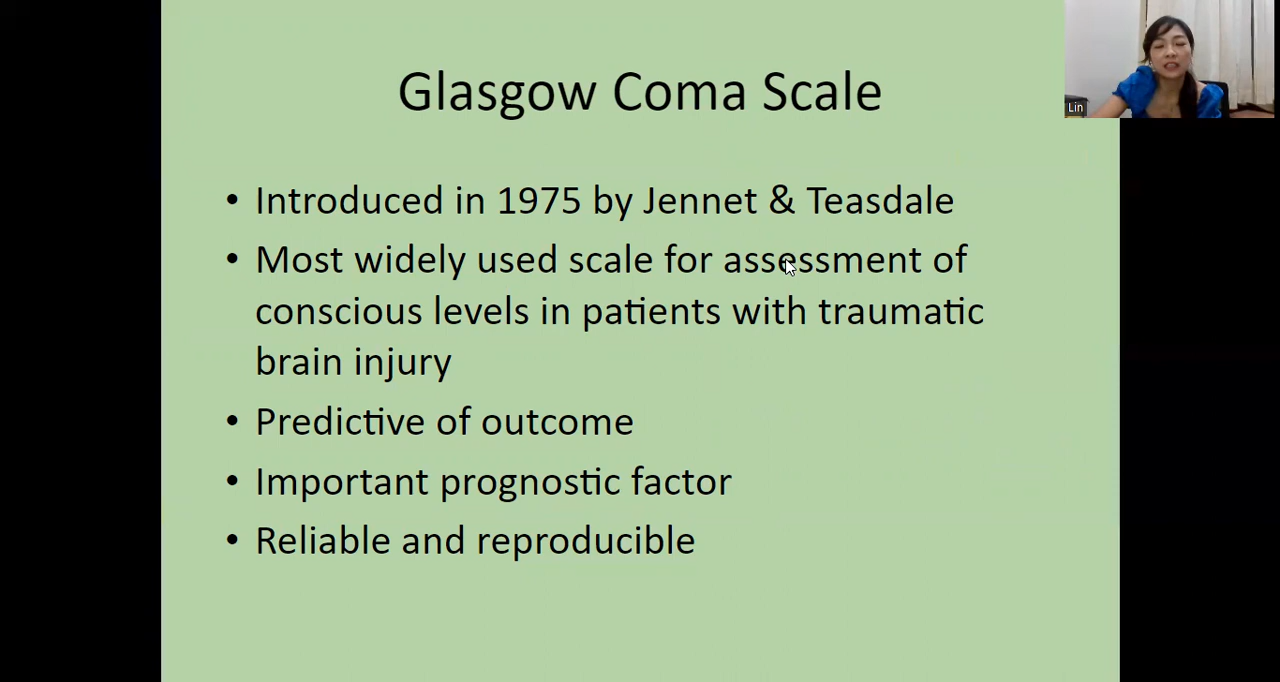 Glasgow Coma Scale
Lin
• Introduced in 1975 by Jennet & Teasdale
• Most widely used scale for assessment of
conscious levels in patients with traumatic
brain injury
• Predictive of outcome
• Important prognostic factor
• Reliable and reproducible